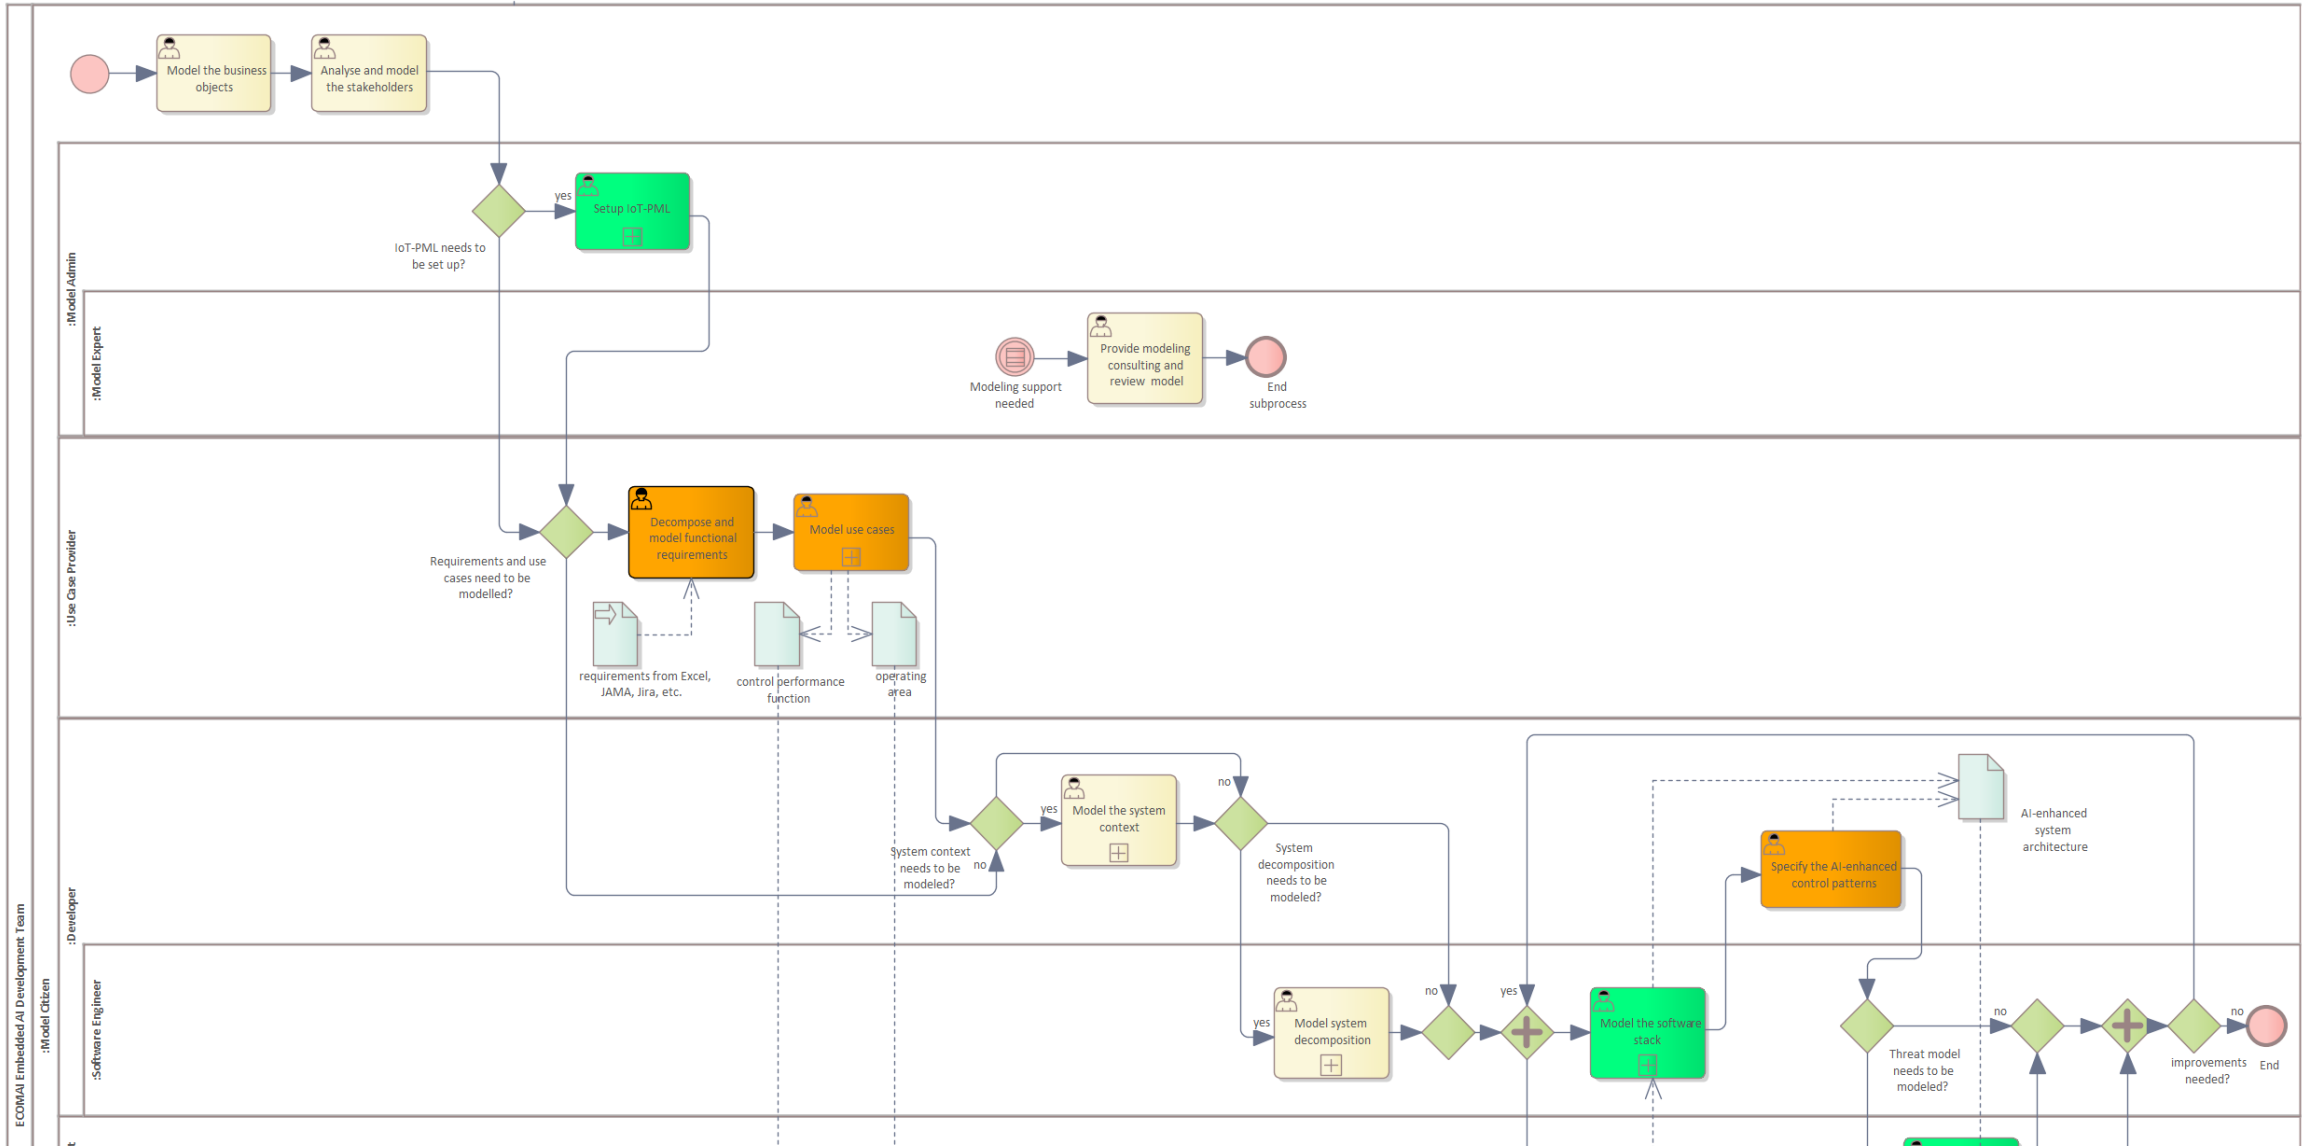 Model the business
objects
Analyse and model
the stakeholders
yes
Setup IoT-PML
IoT-PML needs to
be set up?
:Model Admin
:Model Expert
Provide modeling
consulting and
review model
Modeling support
needed
End
subprocess
:Use Case Provider
Decompose and
model functional
requirements
Model use cases
Requirements and use
cases need to be
modelled?
requirements from Excel,
JAMA, Jira, etc.
control performance
function
operating
area
:Developer
no
yes
Model the system
context
System context
needs to be
modeled?
no
System
decomposition
needs to be
modeled?
AI-enhanced
system
architecture
Specify the AI-enhanced
control patterns
ECOMAI Embedded AI Development Team
:Model Citizen
:Software Engineer
yes
Model system
decomposition
no
yes
Model the software
stack
no
Threat model
needs to be
modeled?
no
improvements
needed?
End